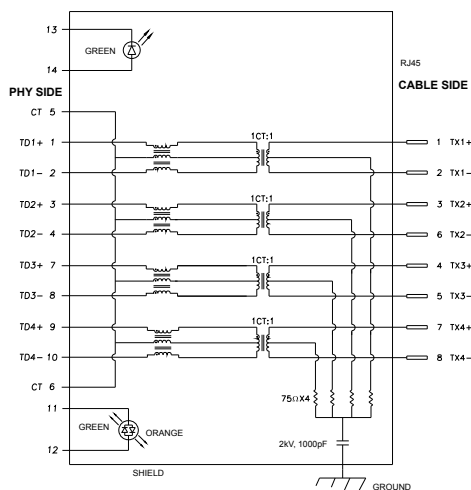 13
GREEN
14
RJ45
PHY SIDE
CABLE SIDE
CT 5
1CT:1
TD1+ 1
1 TX1+
TD1- 2
2 TX1-
1CT:1
TD2+ 3
3 TX2+
TD2- 4
6 TX2-
1CT:1
TD3+ 7
4 TX3+
TD3- 8
5 TX3-
1CT:1
TD4+ 9
7 TX4+
TD4- 10
8 TX4-
CT 6
75ΩX4
11
GREEN
ORANGE
2kV, 1000pF
12
SHIELD
GROUND